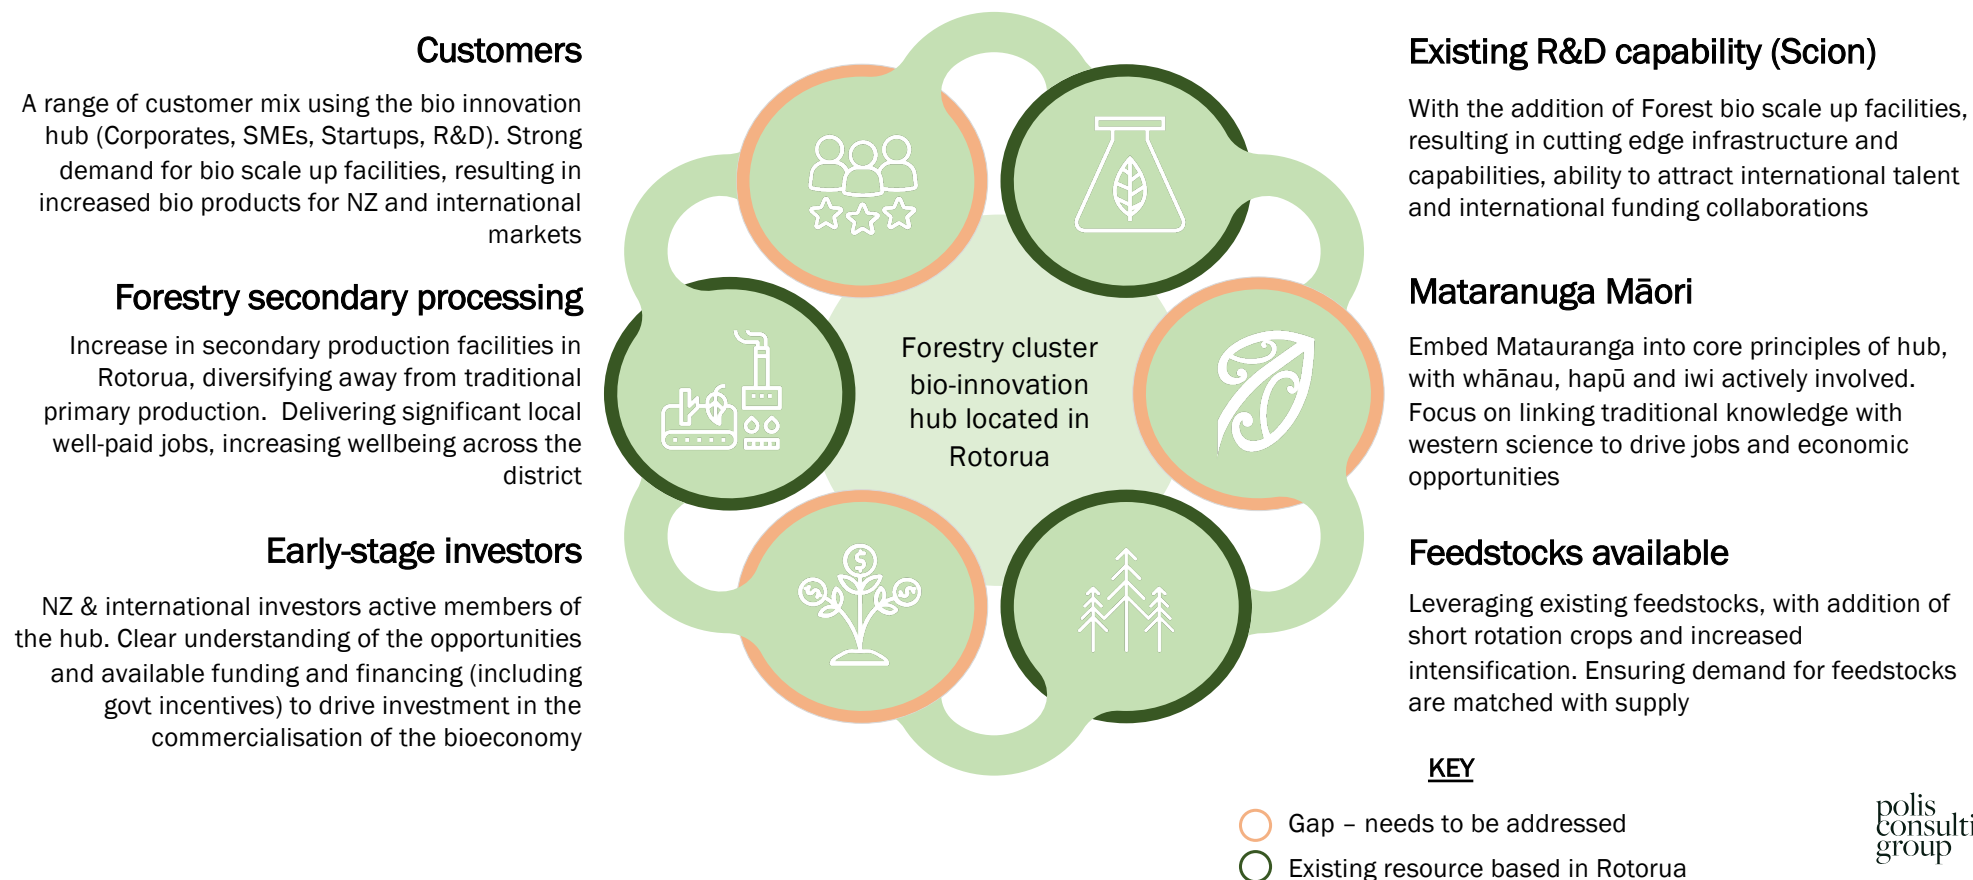 Customers
A range of customer mix using the bio innovation
hub (Corporates, SMEs, Startups, R&D). Strong
demand for bio scale up facilities, resulting in
increased bio products for NZ and international
markets
Forestry secondary processing
Increase in secondary production facilities in
Rotorua, diversifying away from traditional
primary production.  Delivering significant local
well-paid jobs, increasing wellbeing across the
district
Early-stage investors
NZ & international investors active members of
the hub. Clear understanding of the opportunities
and available funding and financing (including
govt incentives) to drive investment in the
commercialisation of the bioeconomy
Forestry cluster
bio-innovation
hub located in
Rotorua
Existing R&D capability (Scion)
With the addition of Forest bio scale up facilities,
resulting in cutting edge infrastructure and
capabilities, ability to attract international talent
and international funding collaborations
Mataranuga Māori
Embed Matauranga into core principles of hub,
with whānau, hapū and iwi actively involved.
Focus on linking traditional knowledge with
western science to drive jobs and economic
opportunities
Feedstocks available
Leveraging existing feedstocks, with addition of
short rotation crops and increased
intensification. Ensuring demand for feedstocks
are matched with supply
KEY
Gap – needs to be addressed
Existing resource based in Rotorua
polis
consulti
group